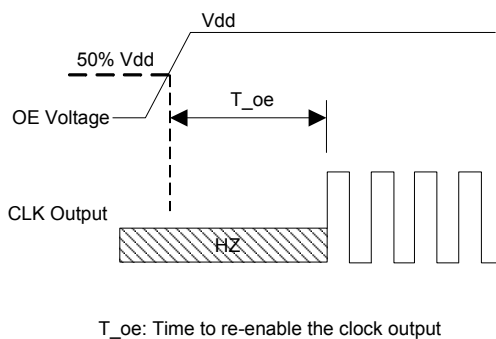 Vdd
50% Vdd
T_oe
OE Voltage
CLK Output
HZ
T_oe: Time to re-enable the clock output